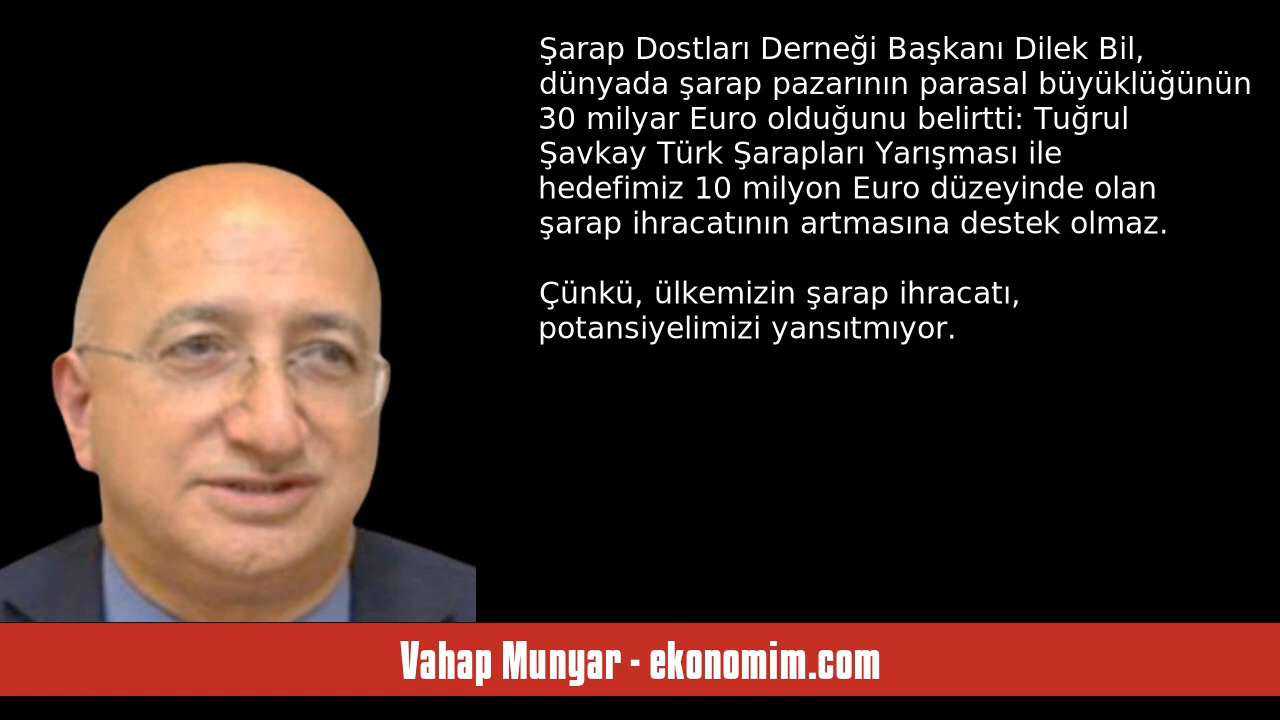 Şarap Dostları Derneği Başkanı Dilek Bil,
dünyada şarap pazarının parasal büyüklüğünün
30 milyar Euro olduğunu belirtti: Tuğrul
Şavkay Türk Şarapları Yarışması ile
hedefimiz 10 milyon Euro düzeyinde olan
şarap ihracatının artmasına destek olmaz.
Çünkü, ülkemizin şarap ihracatı,
potansiyelimizi yansıtmıyor.
Vahap Munyar - ekonomim.com